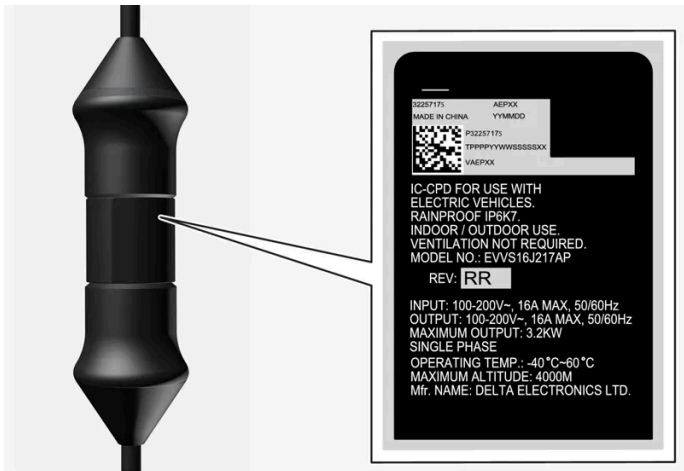 32257175 AEPXX
MADE IN CHINA YYMMDD
P32257175
TPPPPYYWWSSSSSXX
VAEPXX
IC-CPD FOR USE WITH
ELECTRIC VEHICLES.
RAINPROOF IP6K7.
INDOOR / OUTDOOR USE.
VENTILATION NOT REQUIRED.
MODEL NO.: EVVS16J217AP
REV: RR
INPUT: 100-200V~, 16A MAX, 50/60Hz
OUTPUT: 100-200V~, 16A MAX, 50/60Hz
MAXIMUM OUTPUT: 3.2KW
SINGLE PHASE
OPERATING TEMP.: -40°C~60°C
MAXIMUM ALTITUDE: 4000M
Mfr. NAME: DELTA ELECTRONICS LTD.